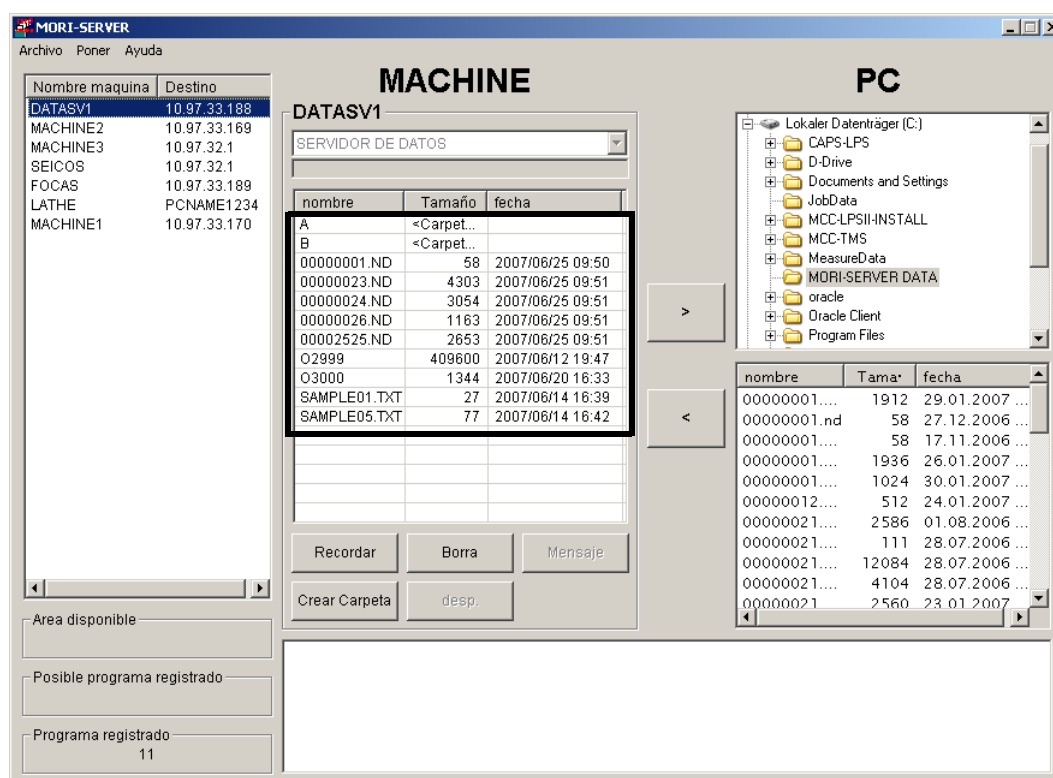 MORI-SERVER
Archivo Poner Ayuda
MACHINE
PC
Nombre maquina Destino
DATASV1 10.97.33.188
MACHINE2 10.97.33.169
MACHINE3 10.97.32.1
SEICOS 10.97.32.1
FOCAS 10.97.33.189
LATHE PCNAME1234
MACHINE1 10.97.33.170
DATASV1
SERVIDOR DE DATOS
nombre Tamaño fecha
A <Carpet...
B <Carpet...
00000001.ND 58 2007/06/25 09:50
00000023.ND 4303 2007/06/25 09:51
00000024.ND 3054 2007/06/25 09:51
00000026.ND 1163 2007/06/25 09:51
00002525.ND 2653 2007/06/25 09:51
O2999 409600 2007/06/12 19:47
O3000 1344 2007/06/20 16:33
SAMPLE01.TXT 27 2007/06/14 16:39
SAMPLE05.TXT 77 2007/06/14 16:42
Recordar Borra Mensaje
Crear Carpeta desp.
>
<
Lokaler Datenträger (C:)
CAPS-LPS
D-Drive
Documents and Settings
JobData
MCC-LPSII-INSTALL
MCC-TMS
MeasureData
MORI-SERVER DATA
oracle
Oracle Client
Program Files
nombre Tama· fecha
00000001.... 1912 29.01.2007 ...
00000001.nd 58 27.12.2006 ...
00000001.... 58 17.11.2006 ...
00000001.... 1936 26.01.2007 ...
00000001.... 1024 30.01.2007 ...
00000012.... 512 24.01.2007 ...
00000021.... 2586 01.08.2006 ...
00000021.... 111 28.07.2006 ...
00000021.... 12084 28.07.2006 ...
00000021.... 4104 28.07.2006 ...
00000021 2560 23.01.2007
Area disponible
Posible programa registrado
Programa registrado
11